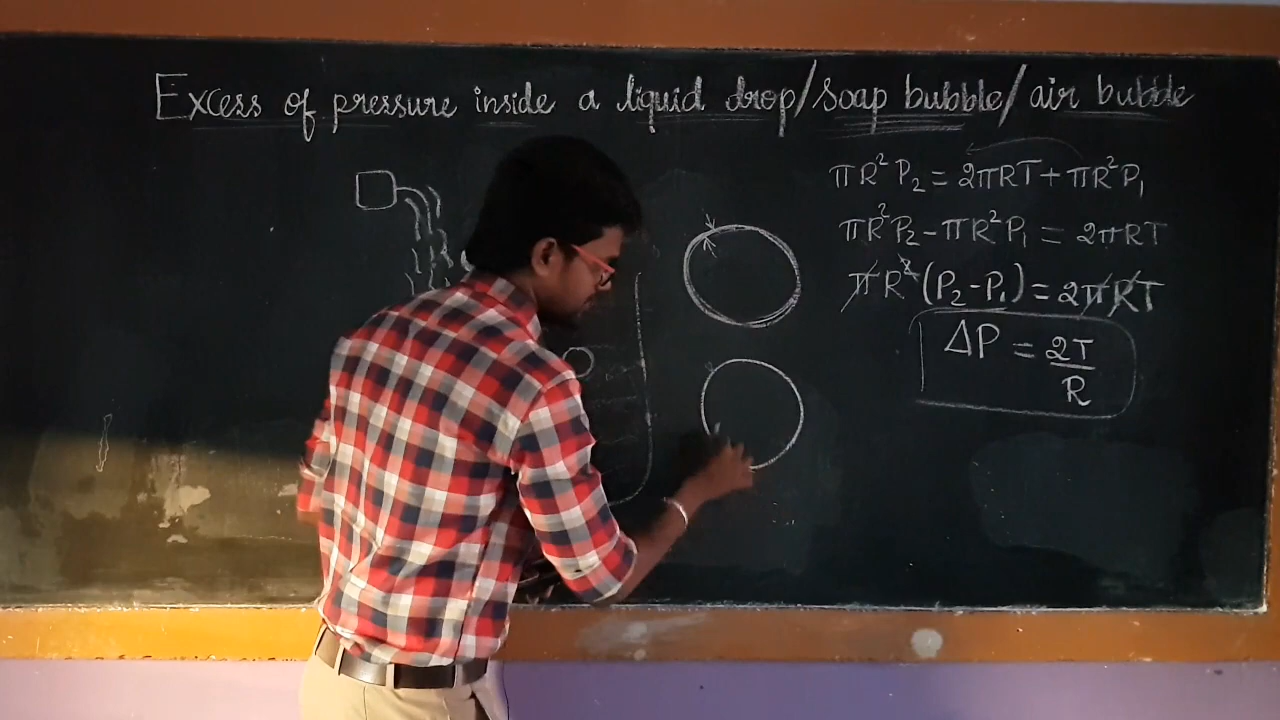 Excess of pressure inside a liquid drop/soap bubble/air bubble
πR²P₂ = 2πRT + πR²P₁
πR²P₂ - πR²P₁ = 2πRT
πR²(P₂-P₁) = 2πRT
ΔP = 2T/R